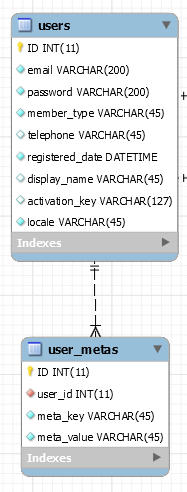 users
ID INT(11)
email VARCHAR(200)
password VARCHAR(200)
member_type VARCHAR(45)
telephone VARCHAR(45)
registered_date DATETIME
display_name VARCHAR(45)
activation_key VARCHAR(127)
locale VARCHAR(45)
Indexes
user_metas
ID INT(11)
user_id INT(11)
meta_key VARCHAR(45)
meta_value VARCHAR(45)
Indexes